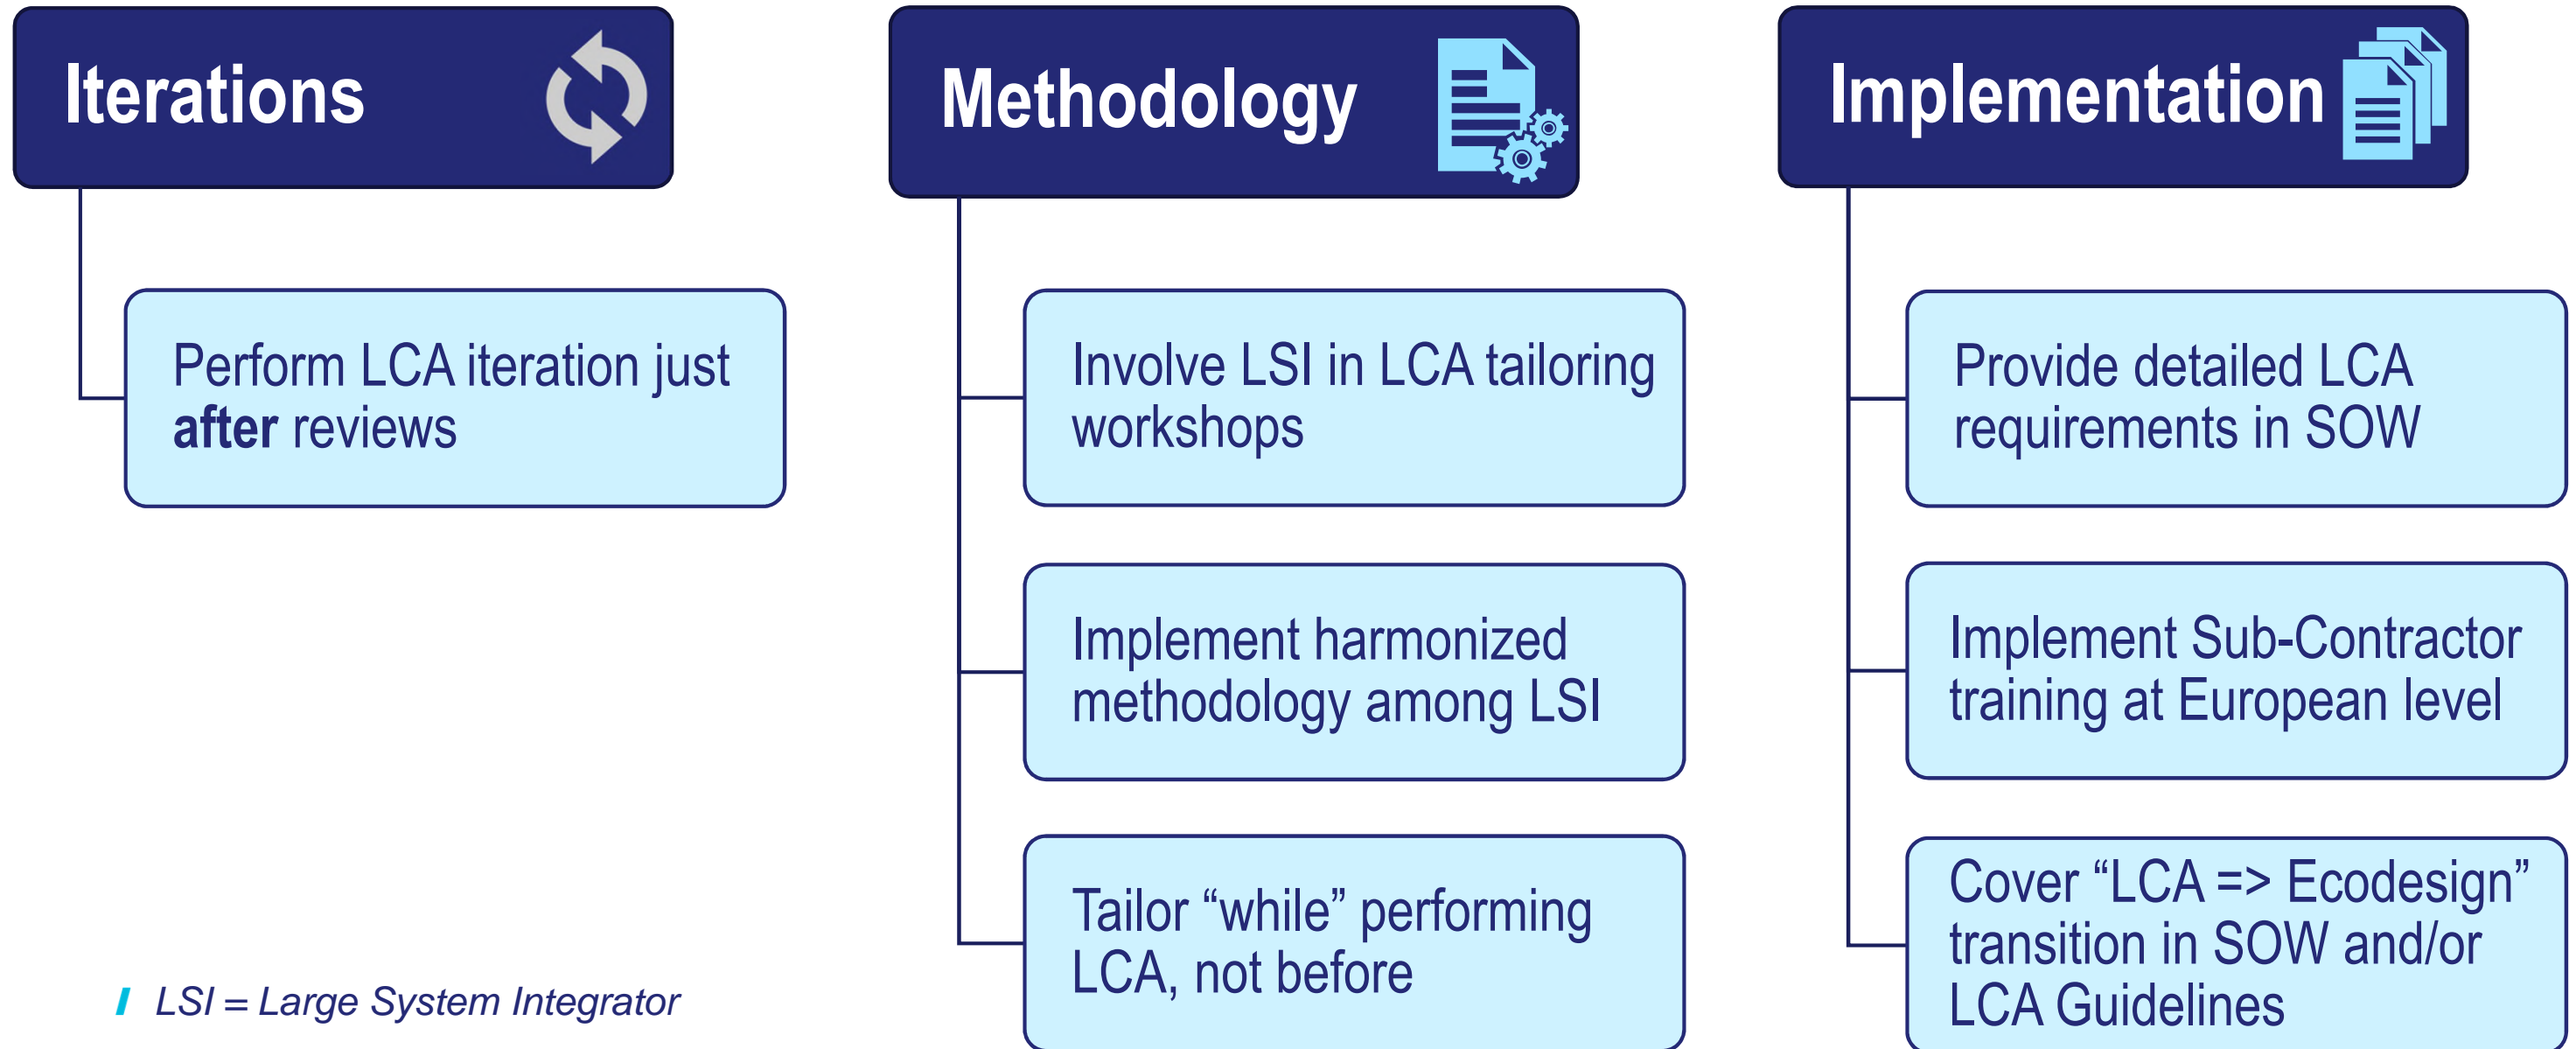 Iterations
Perform LCA iteration just
after reviews
LSI = Large System Integrator
Methodology
Involve LSI in LCA tailoring
workshops
Implement harmonized
methodology among LSI
Tailor “while” performing
LCA, not before
Implementation
Provide detailed LCA
requirements in SOW
Implement Sub-Contractor
training at European level
Cover “LCA => Ecodesign”
transition in SOW and/or
LCA Guidelines